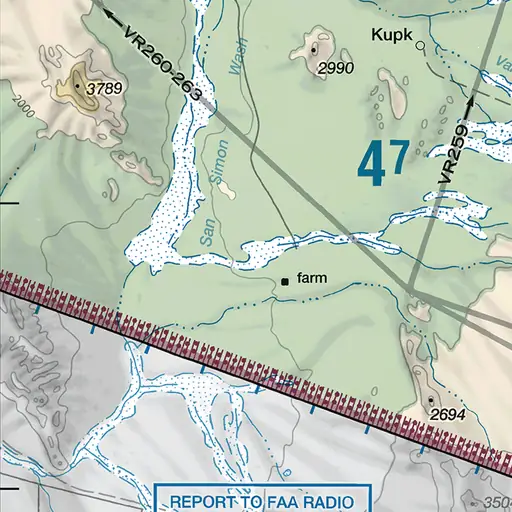 Kupk
VR260-263
Wash
2990
3789
2000
Simon
47
VR259
San
farm
2694
REPORT TO FAA RADIO